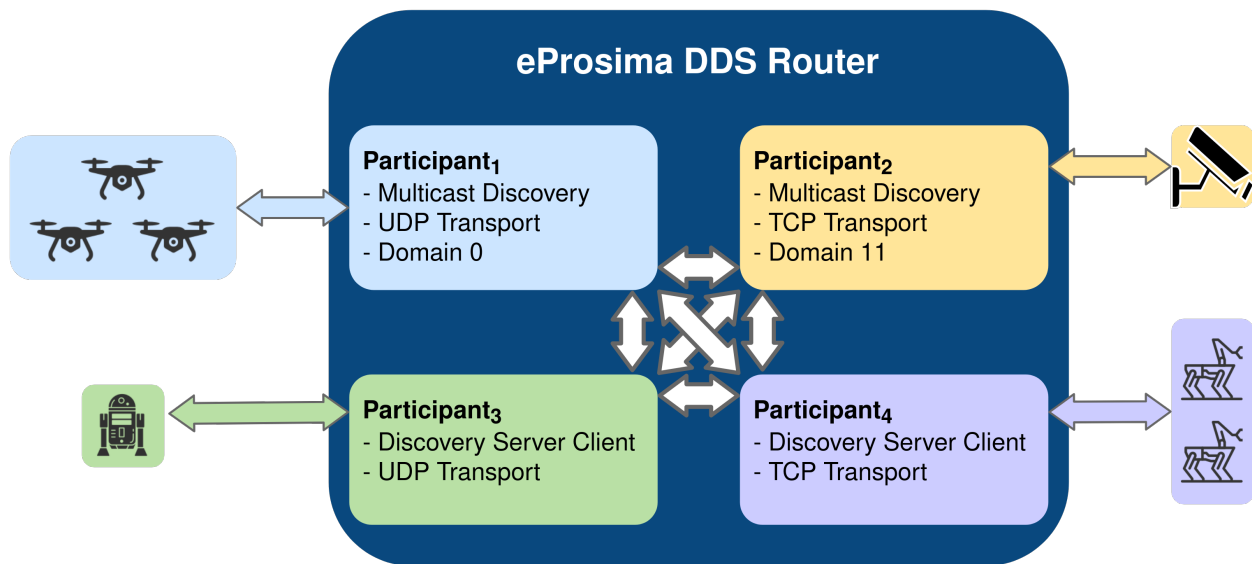 eProsima DDS Router
Participant₁
- Multicast Discovery
- UDP Transport
- Domain 0
Participant₂
- Multicast Discovery
- TCP Transport
- Domain 11
Participant₃
- Discovery Server Client
- UDP Transport
Participant₄
- Discovery Server Client
- TCP Transport